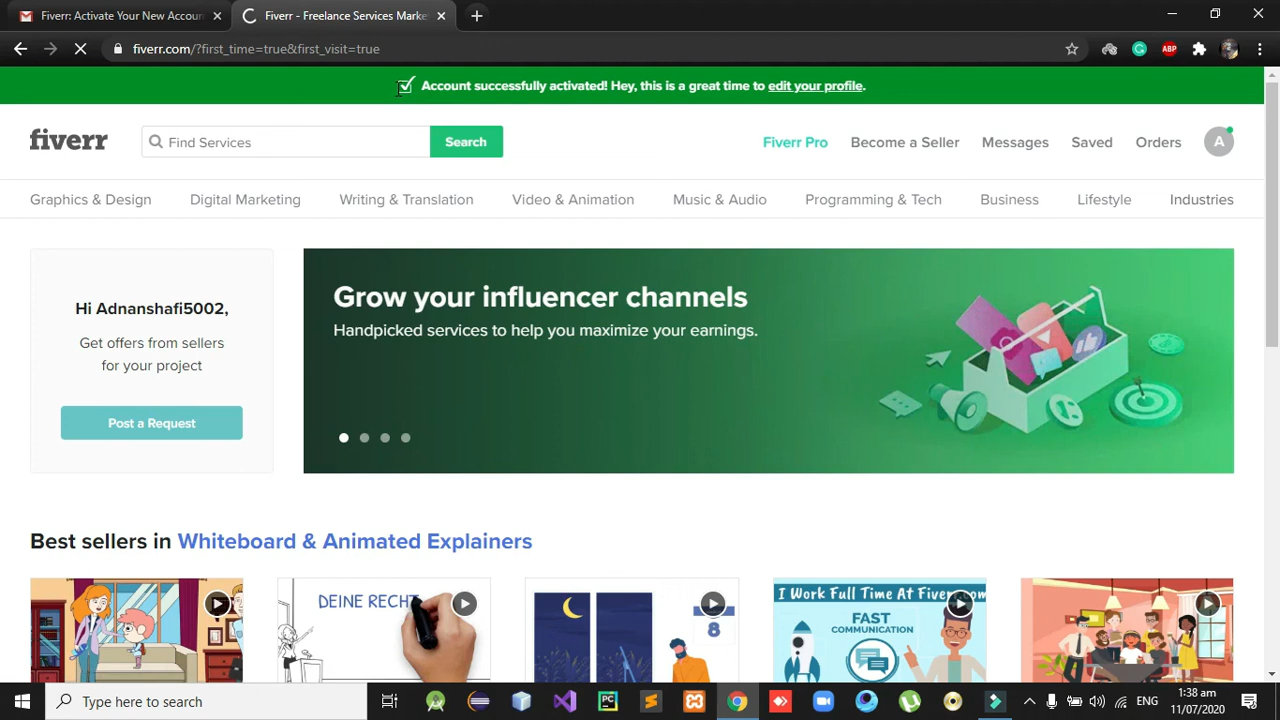 Fiverr: Activate Your New Accoun
Fiverr - Freelance Services Marke
fiverr.com/?first_time=true&first_visit=true
ABP
Account successfully activated! Hey, this is a great time to edit your profile.
fiverr
Find Services
Search
Fiverr Pro
Become a Seller
Messages
Saved
Orders
A
Graphics & Design
Digital Marketing
Writing & Translation
Video & Animation
Music & Audio
Programming & Tech
Business
Lifestyle
Industries
Hi Adnanshafi5002,
Get offers from sellers
for your project
Post a Request
Grow your influencer channels
Handpicked services to help you maximize your earnings.
Best sellers in Whiteboard & Animated Explainers
DEINE RECHT
8
I Work Full Time At Fiverr.com
FAST
COMMUNICATION
Type here to search
PC
ENG
1:38 am
11/07/2020